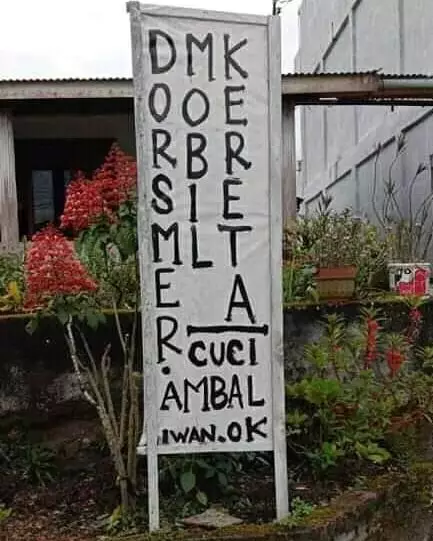 DORSMER.
MOBIL
KERETA
CUCI
AMBAL
IWAN.OK